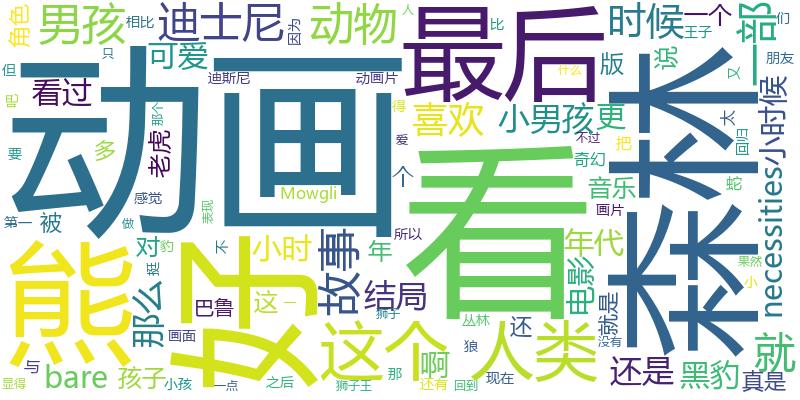 角色
男孩
相比
迪士尼
因为
动物
人
最后
比
时候
一个
王子
一部
们
但
吧
看过
可爱
迪斯尼
动画片
只
版
说
什么
又
朋友
要
多
老虎
那个
得
喜欢
小男孩
更
不过
把
太
回归
小时候
动画
爱
看
森林
感觉
Mowgli
个
奇幻
音乐
蛇
necessities
第一
被
做
表现
画片
熊
好
对
豹
不
小时
故事
年
所以
年代
果然
小
那么
挺
巴鲁
这
一
结局
狮子
丛林
还
电影
就是
没有
与
画面
这个
啊
狼
人类
还是
黑豹
就
真是
显得
bare
孩子
小孩
一点
之后
狮子王
那
还有
回到
现在